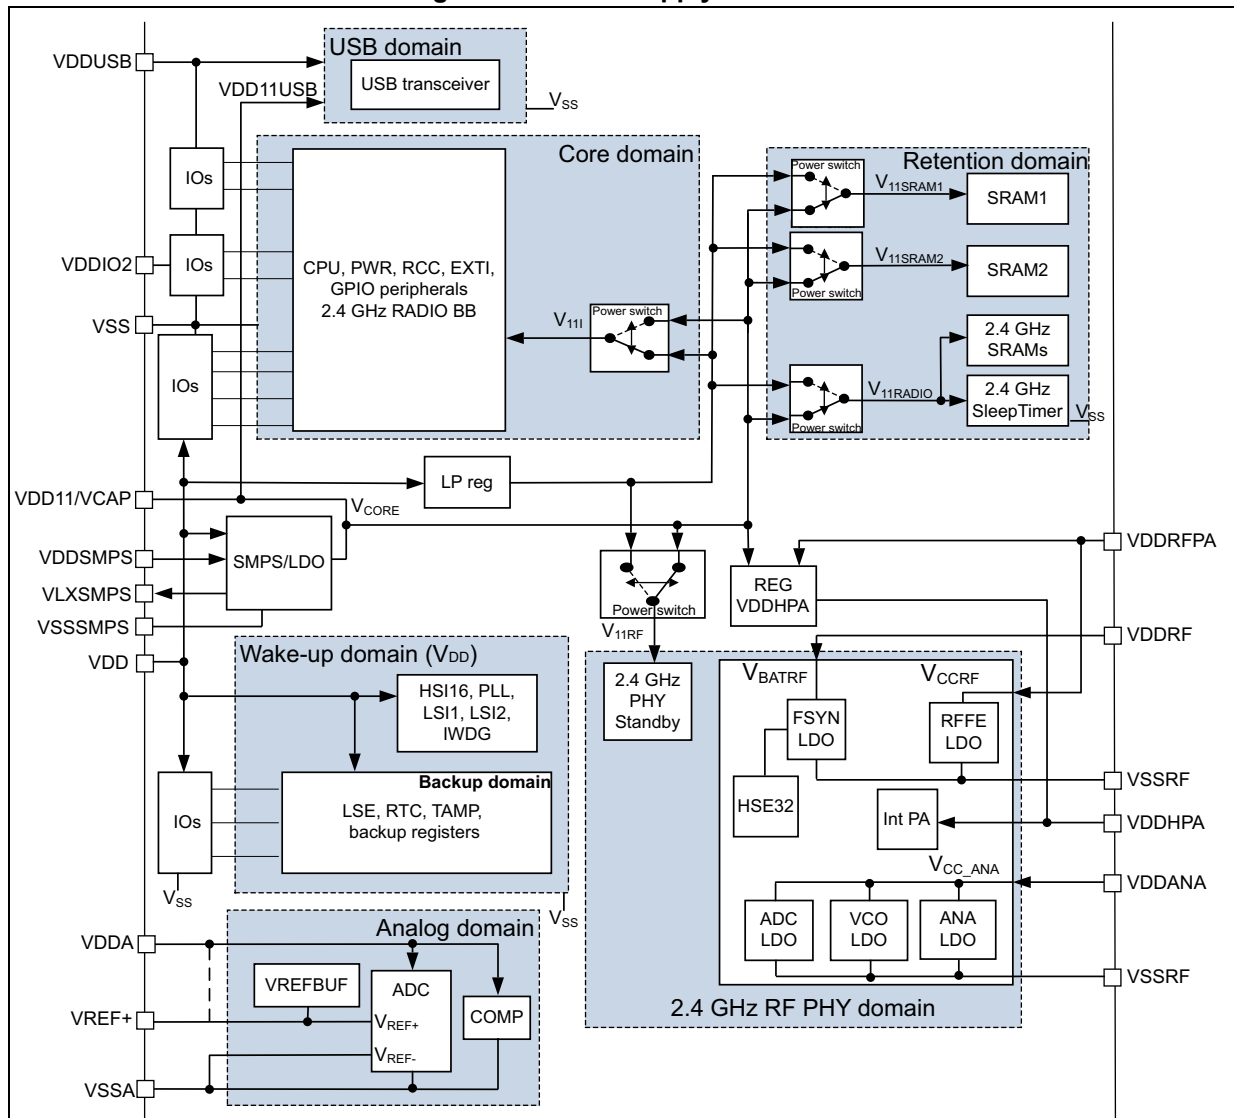 USB domain
VDDUSB
USB transceiver
VDD11USB
VSS
Core domain
IOs
CPU, PWR, RCC, EXTI,
GPIO peripherals
2.4 GHz RADIO BB
VDDIO2
IOs
VSS
IOs
V11I
Power switch
Retention domain
Power switch
V11SRAM1
SRAM1
V11SRAM2
SRAM2
Power switch
2.4 GHz
SRAMs
V11RADIO
2.4 GHz
SleepTimer
VSS
Power switch
LP reg
VDD11/VCAP
VCORE
VDDSMPS
SMPS/LDO
VLXSMPS
VSSSMPS
VDD
Power switch
V11RF
REG
VDDHPA
VDDRFPA
VDDRF
Wake-up domain (VDD)
HSI16, PLL,
LSI1, LSI2,
IWDG
Backup domain
LSE, RTC, TAMP,
backup registers
IOs
VSS
VSS
2.4 GHz
PHY
Standby
VBATRF
VCCRF
FSYN
LDO
RFFE
LDO
HSE32
Int PA
VSSRF
VDDHPA
VCC_ANA
VDDANA
ADC
LDO
VCO
LDO
ANA
LDO
VSSRF
2.4 GHz RF PHY domain
Analog domain
VDDA
VREFBUF
ADC
VREF+
VREF+
VREF-
COMP
VSSA